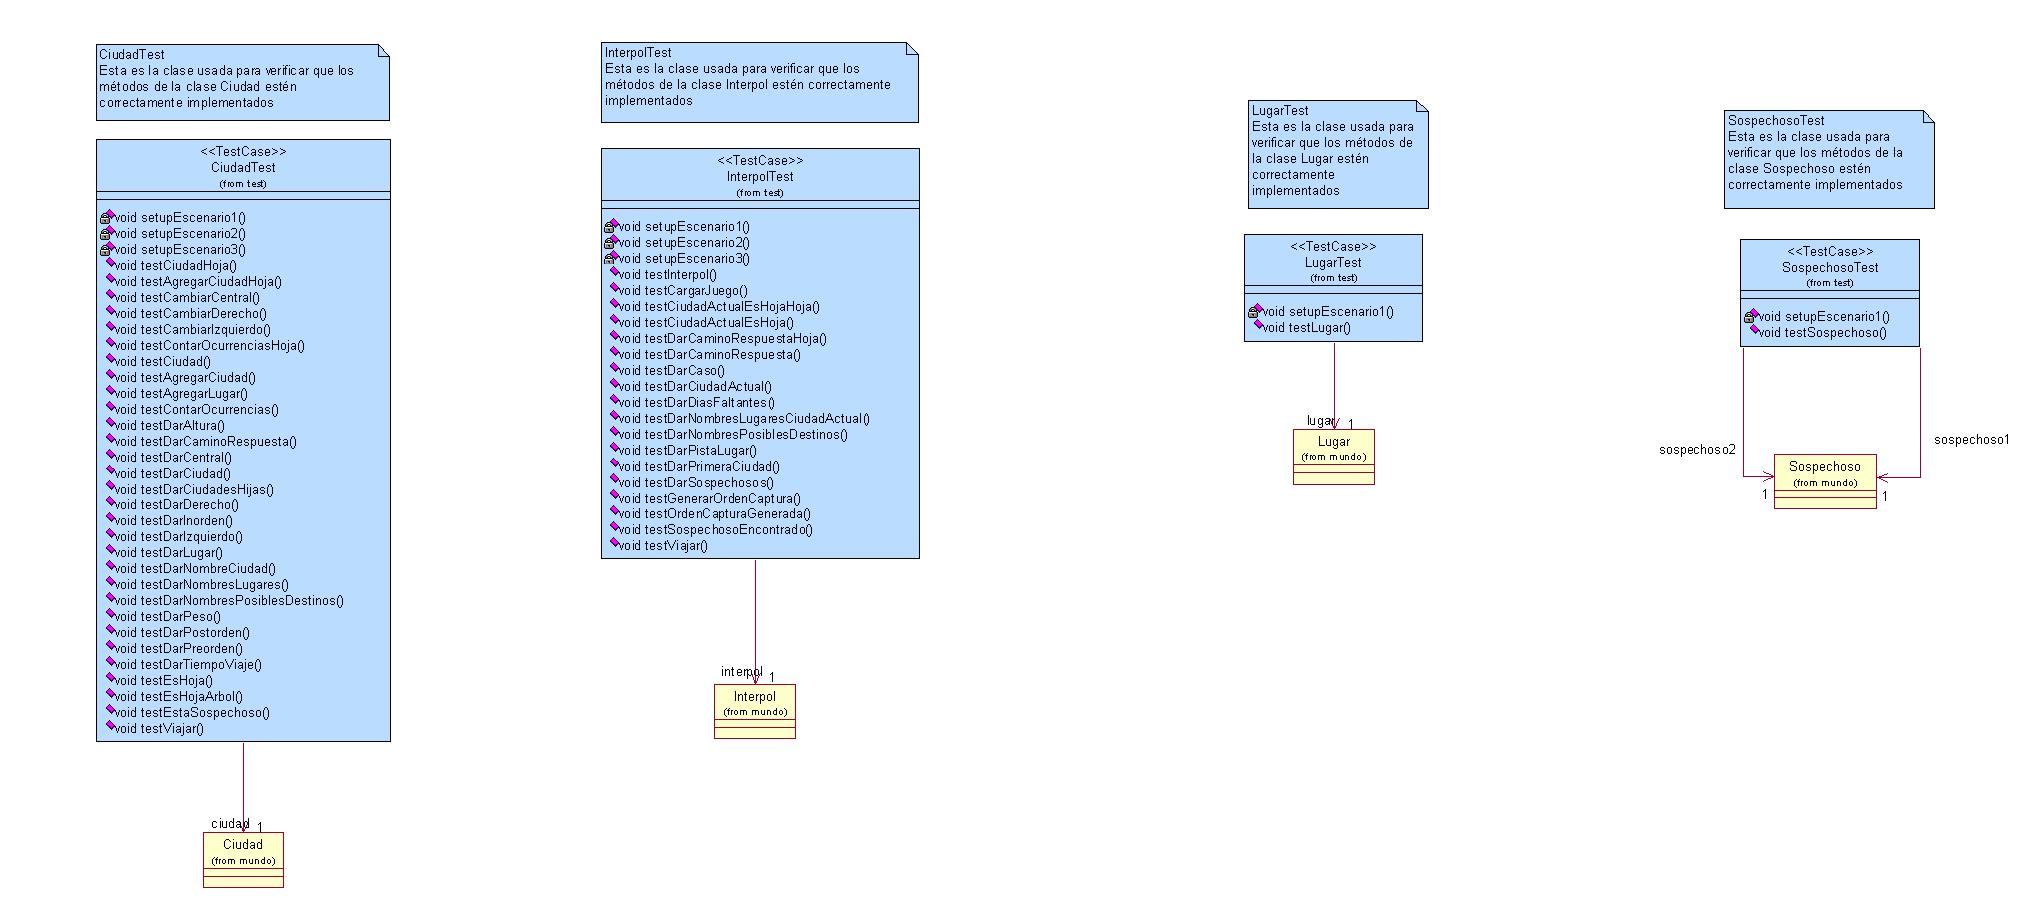 CiudadTest
Esta es la clase usada para verificar que los
métodos de la clase Ciudad estén
correctamente implementados
<<TestCase>>
CiudadTest
(from test)
void setupEscenario1()
void setupEscenario2()
void setupEscenario3()
void testCiudadHoja()
void testAgregarCiudadHoja()
void testCambiarCentral()
void testCambiarDerecho()
void testCambiarIzquierdo()
void testContarOcurrenciasHoja()
void testCiudad()
void testAgregarCiudad()
void testAgregarLugar()
void testContarOcurrencias()
void testDarAltura()
void testDarCaminoRespuesta()
void testDarCentral()
void testDarCiudad()
void testDarCiudadesHijas()
void testDarDerecho()
void testDarInorden()
void testDarIzquierdo()
void testDarLugar()
void testDarNombreCiudad()
void testDarNombresLugares()
void testDarNombresPosiblesDestinos()
void testDarPeso()
void testDarPostorden()
void testDarPreorden()
void testDarTiempoViaje()
void testEsHoja()
void testEsHojaArbol()
void testEstaSospechoso()
void testViajar()
ciudad
1
Ciudad
(from mundo)
InterpolTest
Esta es la clase usada para verificar que los
métodos de la clase Interpol estén correctamente
implementados
<<TestCase>>
InterpolTest
(from test)
void setupEscenario1()
void setupEscenario2()
void setupEscenario3()
void testInterpol()
void testCargarJuego()
void testCiudadActualEsHojaHoja()
void testCiudadActualEsHoja()
void testDarCaminoRespuestaHoja()
void testDarCaminoRespuesta()
void testDarCaso()
void testDarCiudadActual()
void testDarDiasFaltantes()
void testDarNombresLugaresCiudadActual()
void testDarNombresPosiblesDestinos()
void testDarPistaLugar()
void testDarPrimeraCiudad()
void testDarSospechosos()
void testGenerarOrdenCaptura()
void testOrdenCapturaGenerada()
void testSospechosoEncontrado()
void testViajar()
interpol
1
Interpol
(from mundo)
LugarTest
Esta es la clase usada para
verificar que los métodos de
la clase Lugar estén
correctamente
implementados
<<TestCase>>
LugarTest
(from test)
void setupEscenario1()
void testLugar()
lugar
1
Lugar
(from mundo)
SospechosoTest
Esta es la clase usada para
verificar que los métodos de la
clase Sospechoso estén
correctamente implementados
<<TestCase>>
SospechosoTest
(from test)
void setupEscenario1()
void testSospechoso()
sospechoso1
sospechoso2
Sospechoso
(from mundo)
1
1